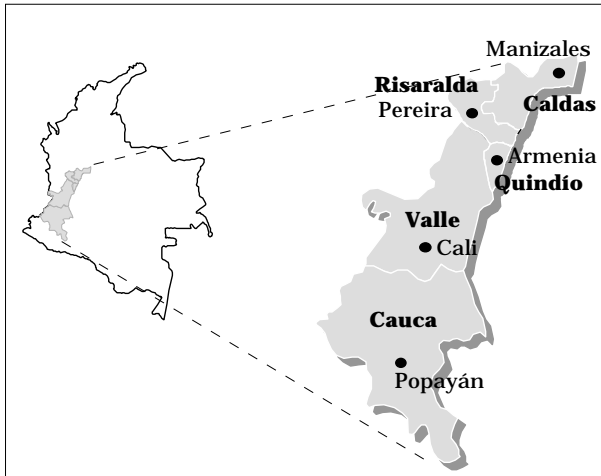 Manizales
Risaralda
Pereira
Caldas
Armenia
Quindío
Valle
Cali
Cauca
Popayán